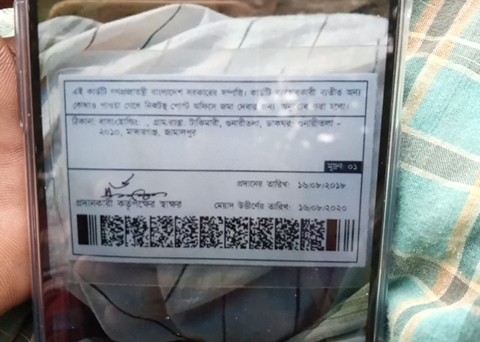 এই কার্ডটি গণপ্রজাতন্ত্রী বাংলাদেশ সরকারের সম্পত্তি। কার্ডটি ব্যবহারকারী ব্যতীত অন্য
কোথাও পাওয়া গেলে নিকটস্থ পোস্ট অফিসে জমা দেবার জন্য অনুরোধ করা হলো।
ঠিকানা: বাসা/হোল্ডিং: , গ্রাম/রাস্তা: টাকিমারী, গুনারীতলা, ডাকঘর: গুনারীতলা -
২০১০, মাদারগঞ্জ, জামালপুর
মুদ্রণ: ০১
প্রদানের তারিখ: ১৬/০৮/২০১৮
প্রদানকারী কর্তৃপক্ষের স্বাক্ষর
মেয়াদ উত্তীর্ণের তারিখ: ১৬/০৮/২০২০